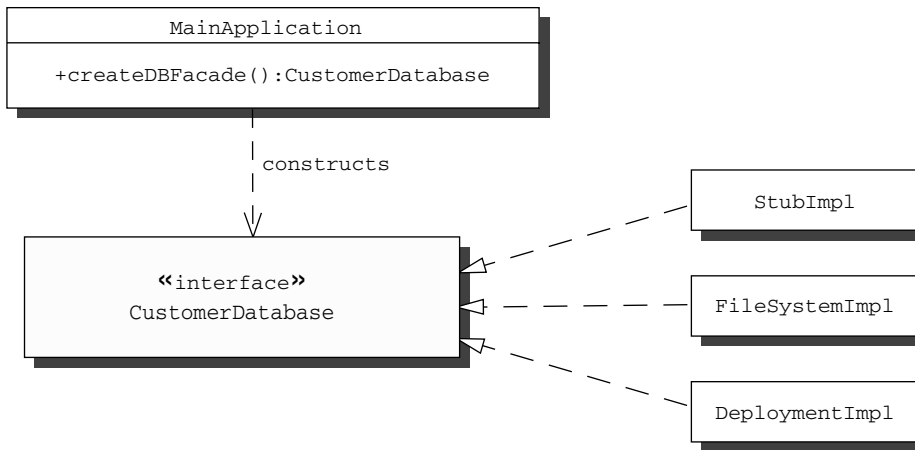 MainApplication
+createDBFacade():CustomerDatabase
constructs
«interface»
CustomerDatabase
StubImpl
FileSystemImpl
DeploymentImpl